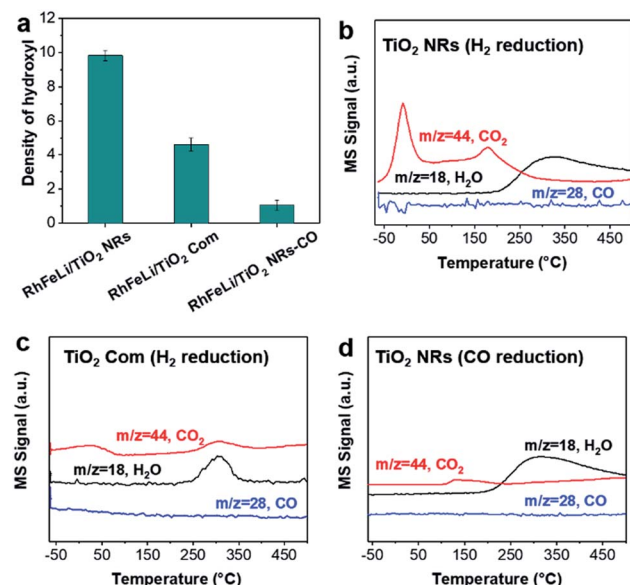 a
Density of hydroxyl
12
10
8
6
4
2
0
RhFeLi/TiO₂ NRs
RhFeLi/TiO₂ Com
RhFeLi/TiO₂ NRs-CO
b
TiO₂ NRs (H₂ reduction)
MS Signal (a.u.)
m/z=44, CO₂
m/z=18, H₂O
m/z=28, CO
-50 50 150 250 350 450
Temperature (°C)
c
TiO₂ Com (H₂ reduction)
MS Signal (a.u.)
m/z=44, CO₂
m/z=18, H₂O
m/z=28, CO
-50 50 150 250 350 450
Temperature (°C)
d
TiO₂ NRs (CO reduction)
MS Signal (a.u.)
m/z=18, H₂O
m/z=44, CO₂
m/z=28, CO
-50 50 150 250 350 450
Temperature (°C)